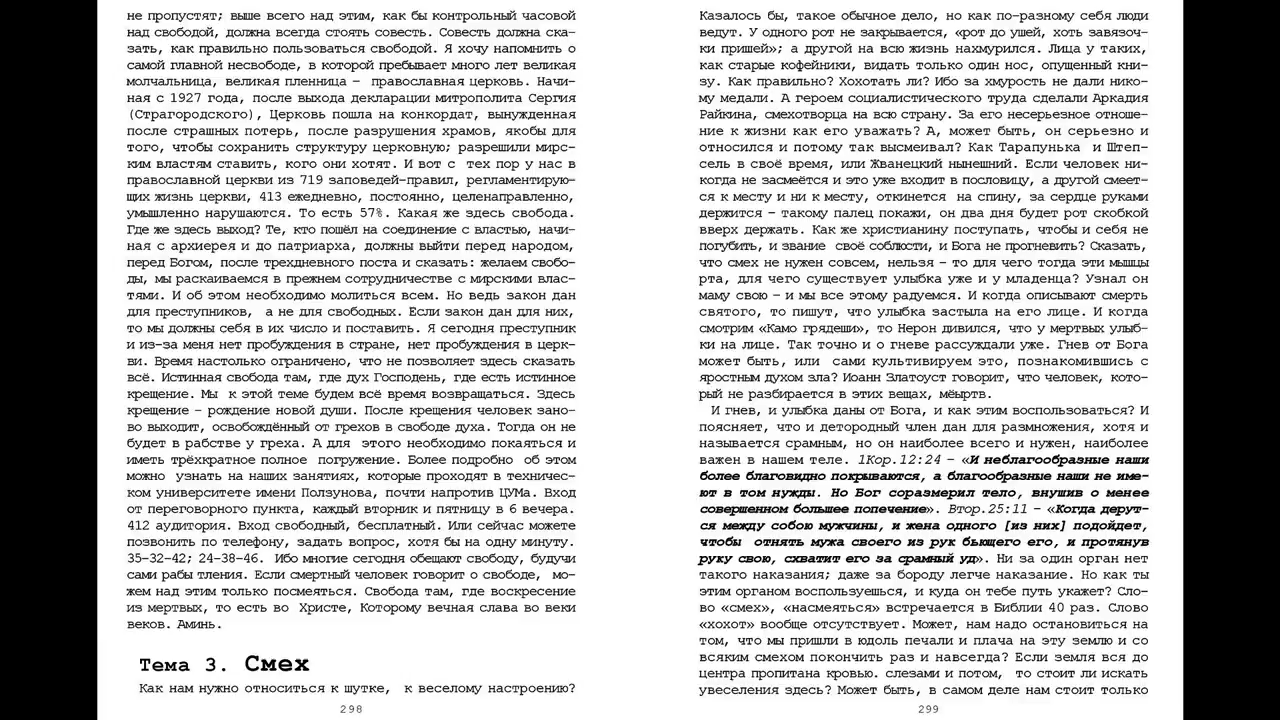 не пропустят; выше всего над этим, как бы контрольный часовой
над свободой, должна всегда стоять совесть. Совесть должна ска-
зать, как правильно пользоваться свободой. Я хочу напомнить о
самой главной несвободе, в которой пребывает много лет великая
молчальница, великая пленница – православная церковь. Начи-
ная с 1927 года, после выхода декларации митрополита Сергия
(Страгородского), Церковь пошла на конкордат, вынужденная
после страшных потерь, после разрушения храмов, якобы для
того, чтобы сохранить структуру церковную; разрешили мирс-
ким властям ставить, кого они хотят. И вот с тех пор у нас в
православной церкви из 719 заповедей-правил, регламентирую-
щих жизнь церкви, 413 ежедневно, постоянно, целенаправленно,
умышленно нарушаются. То есть 57%. Какая же здесь свобода.
Где же здесь выход? Те, кто пошёл на соединение с властью, начи-
ная с архиерея и до патриарха, должны выйти перед народом,
перед Богом, после трехдневного поста и сказать: желаем свобо-
ды, мы раскаиваемся в прежнем сотрудничестве с мирскими влас-
тями. И об этом необходимо молиться всем. Но ведь закон дан
для преступников, а не для свободных. Если закон дан для них,
то мы должны себя в их число и поставить. Я сегодня преступник
и из-за меня нет пробуждения в стране, нет пробуждения в церк-
ви. Время настолько ограничено, что не позволяет здесь сказать
всё. Истинная свобода там, где дух Господень, где есть истинное
крещение. Мы к этой теме будем всё время возвращаться. Здесь
крещение – рождение новой души. После крещения человек зано-
во выходит, освобождённый от грехов в свободе духа. Тогда он не
будет в рабстве у греха. А для этого необходимо покаяться и
иметь трёхкратное полное погружение. Более подробно об этом
можно узнать на наших занятиях, которые проходят в техничес-
ком университете имени Ползунова, почти напротив ЦУМа. Вход
от переговорного пункта, каждый вторник и пятницу в 6 вечера.
412 аудитория. Вход свободный, бесплатный. Или сейчас можете
позвонить по телефону, задать вопрос, хотя бы на одну минуту.
35-32-42; 24-38-46. Ибо многие сегодня обещают свободу, будучи
сами рабы тления. Если смертный человек говорит о свободе, мо-
жем над этим только посмеяться. Свобода там, где воскресение
из мертвых, то есть во Христе, Которому вечная слава во веки
веков. Аминь.
Тема 3. Смех
Как нам нужно относиться к шутке, к веселому настроению?
298
Казалось бы, такое обычное дело, но как по-разному себя люди
ведут. У одного рот не закрывается, «рот до ушей, хоть завязоч-
ки пришей»; а другой на всю жизнь нахмурился. Лица у таких,
как старые кофейники, видать только один нос, опущенный кни-
зу. Как правильно? Хохотать ли? Ибо за хмурость не дали нико-
му медали. А героем социалистического труда сделали Аркадия
Райкина, смехотворца на всю страну. За его несерьезное отноше-
ние к жизни как его уважать? А, может быть, он серьезно и
относился и потому так высмеивал? Как Тарапунька и Штеп-
сель в своё время, или Жванецкий нынешний. Если человек ни-
когда не засмеётся и это уже входит в пословицу, а другой смеет-
ся к месту и ни к месту, откинется на спину, за сердце руками
держится – такому палец покажи, он два дня будет рот скобкой
вверх держать. Как же христианину поступать, чтобы и себя не
погубить, и звание своё соблюсти, и Бога не прогневить? Сказать,
что смех не нужен совсем, нельзя – то для чего тогда эти мышцы
рта, для чего существует улыбка уже и у младенца? Узнал он
маму свою – и мы все этому радуемся. И когда описывают смерть
святого, то пишут, что улыбка застыла на его лице. И когда
смотрим «Камо грядеши», то Нерон дивился, что у мертвых улыб-
ки на лице. Так точно и о гневе рассуждали уже. Гнев от Бога
может быть, или сами культивируем это, познакомившись с
яростным духом зла? Иоанн Златоуст говорит, что человек, кото-
рый не разбирается в этих вещах, мёыртв.
И гнев, и улыбка даны от Бога, и как этим воспользоваться? И
поясняет, что и детородный член дан для размножения, хотя и
называется срамным, но он наиболее всего и нужен, наиболее
важен в нашем теле. 1Кор.12:24 – «И неблагообразные наши
более благовидно покрываются, а благообразные наши не име-
ют в том нужды. Но Бог соразмерил тело, внушив о менее
совершенном большее попечение». Втор.25:11 – «Когда дерут-
ся между собою мужчины, и жена одного [из них] подойдет,
чтобы отнять мужа своего из рук бьющего его, и протянув
руку свою, схватит его за срамный уд». Ни за один орган нет
такого наказания; даже за бороду легче наказание. Но как ты
этим органом воспользуешься, и куда он тебе путь укажет? Сло-
во «смех», «насмеяться» встречается в Библии 40 раз. Слово
«хохот» вообще отсутствует. Может, нам надо остановиться на
том, что мы пришли в юдоль печали и плача на эту землю и со
всяким смехом покончить раз и навсегда? Если земля вся до
центра пропитана кровью. слезами и потом, то стоит ли искать
увеселения здесь? Может быть, в самом деле нам стоит только
299